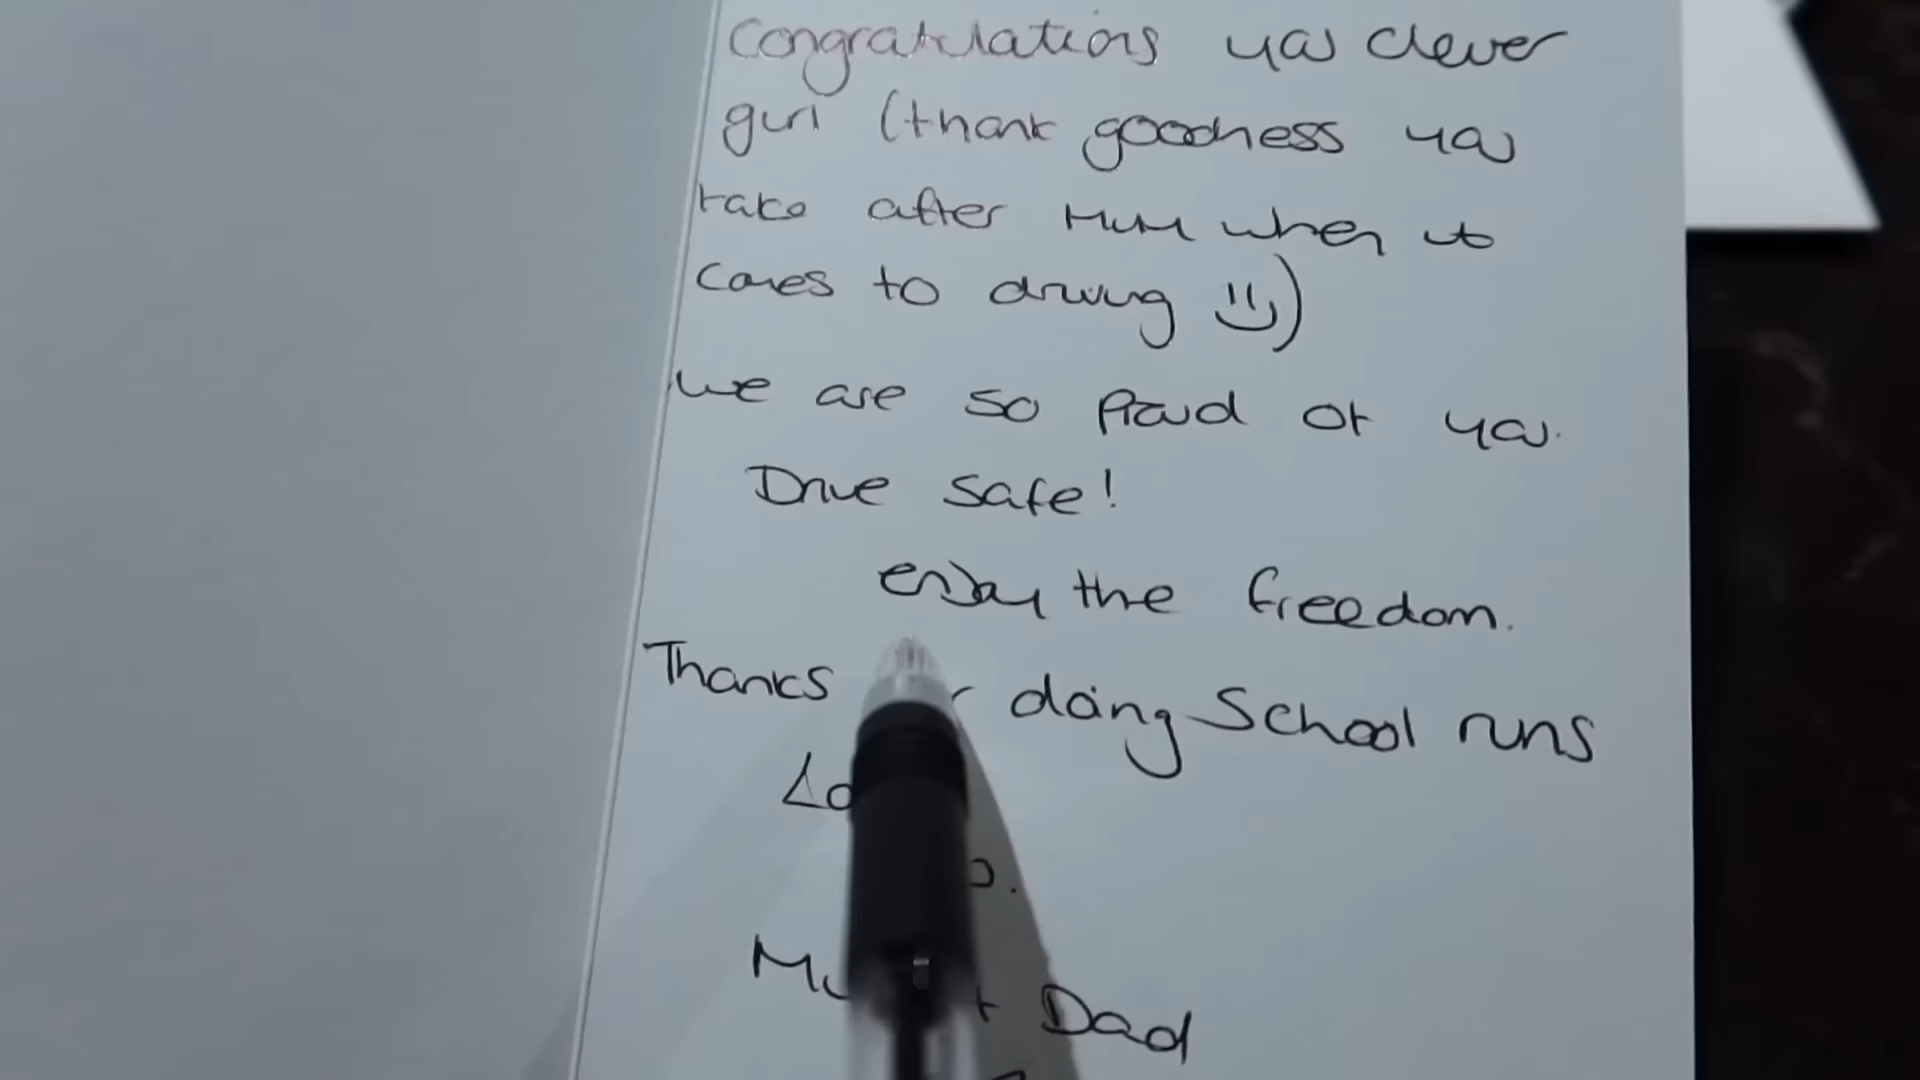 Congratulations you clever
girl (thank goodness you
take after Mum when it
comes to driving :))
we are so Proud of you.
Drive safe!
enjoy the freedom.
Thanks doing School runs
+ Dad